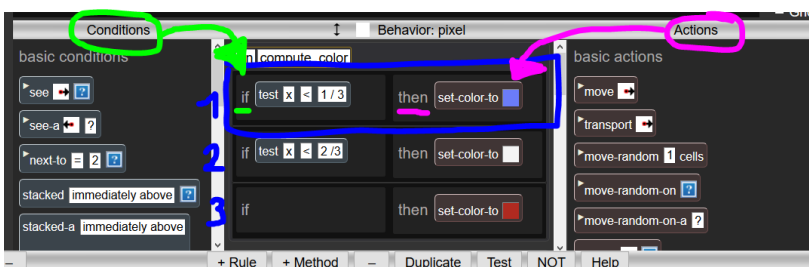 Conditions
Behavior: pixel
Actions
basic conditions
see ?
see-a ?
next-to = 2 ?
stacked immediately above ?
stacked-a immediately above
compute_color
1 if test x < 1 / 3 then set-color-to
2 if test x < 2 /3 then set-color-to
3 if then set-color-to
basic actions
move
transport
move-random 1 cells
move-random-on ?
move-random-on-a ?
+ Rule + Method – Duplicate Test NOT Help